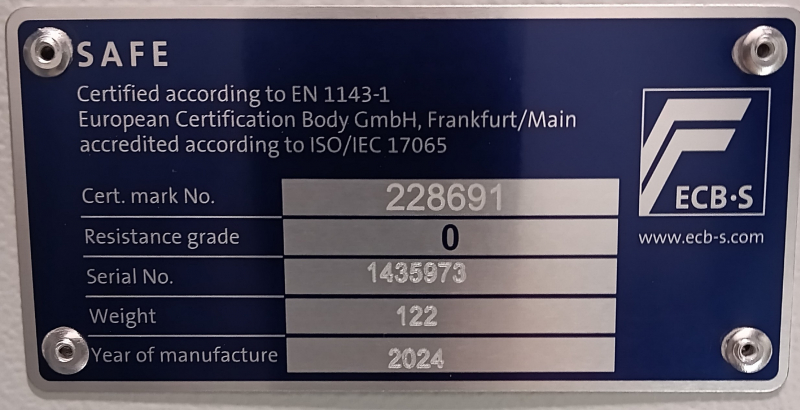 SAFE
Certified according to EN 1143-1
European Certification Body GmbH, Frankfurt/Main
accredited according to ISO/IEC 17065
ECB·S
www.ecb-s.com
Cert. mark No. 228691
Resistance grade 0
Serial No. 1435973
Weight 122
Year of manufacture 2024